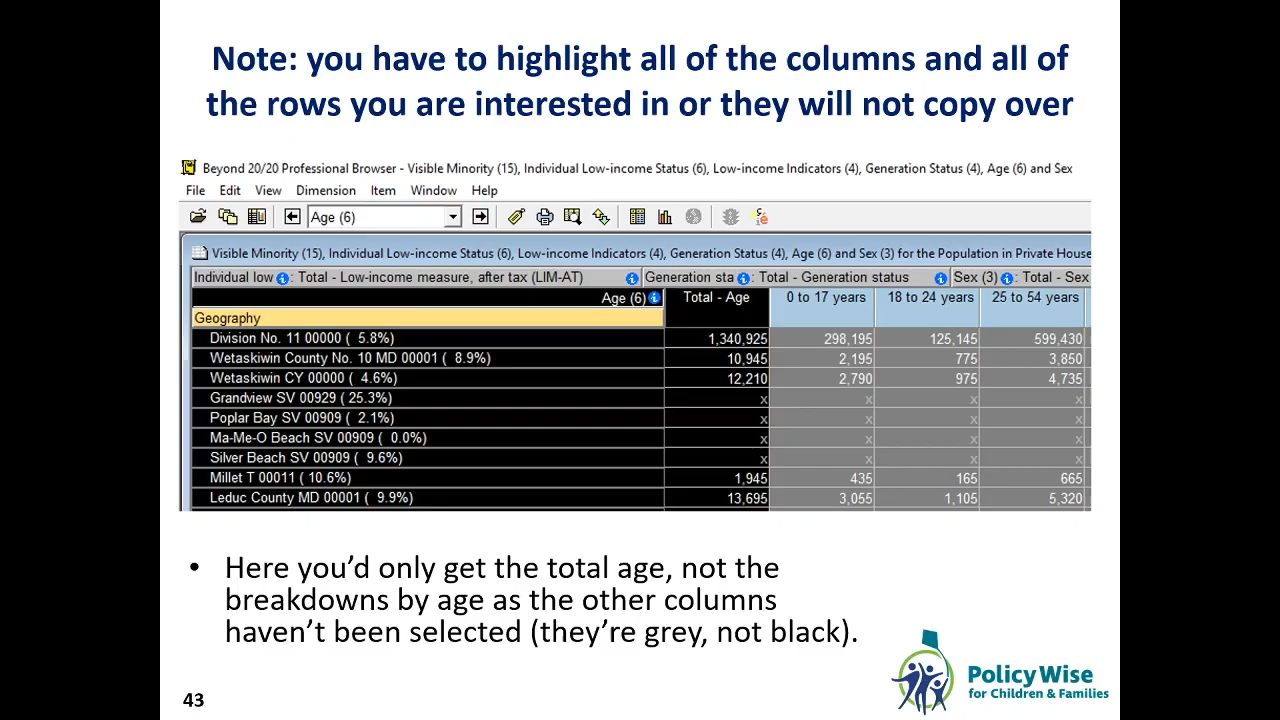 Note: you have to highlight all of the columns and all of
the rows you are interested in or they will not copy over
Beyond 20/20 Professional Browser - Visible Minority (15), Individual Low-income Status (6), Low-income Indicators (4), Generation Status (4), Age (6) and Sex
File Edit View Dimension Item Window Help
Age (6)
Visible Minority (15), Individual Low-income Status (6), Low-income Indicators (4), Generation Status (4), Age (6) and Sex (3) for the Population in Private House
Individual low : Total - Low-income measure, after tax (LIM-AT) Generation sta : Total - Generation status Sex (3) : Total - Sex
Age (6) Total - Age 0 to 17 years 18 to 24 years 25 to 54 years
Geography
Division No. 11 00000 ( 5.8%) 1,340,925 298,195 125,145 599,430
Wetaskiwin County No. 10 MD 00001 ( 8.9%) 10,945 2,195 775 3,850
Wetaskiwin CY 00000 ( 4.6%) 12,210 2,790 975 4,735
Grandview SV 00929 ( 25.3%) x x x x
Poplar Bay SV 00909 ( 2.1%) x x x x
Ma-Me-O Beach SV 00909 ( 0.0%) x x x x
Silver Beach SV 00909 ( 9.6%) x x x x
Millet T 00011 ( 10.6%) 1,945 435 165 665
Leduc County MD 00001 ( 9.9%) 13,695 3,055 1,105 5,320
• Here you’d only get the total age, not the
breakdowns by age as the other columns
haven’t been selected (they’re grey, not black).
PolicyWise
for Children & Families
43